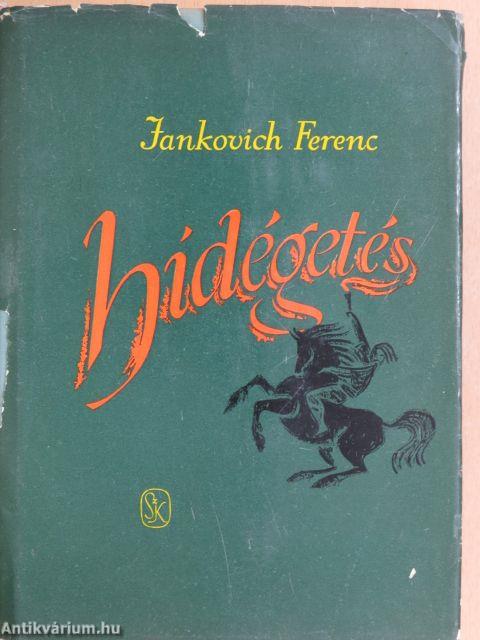 Jankovich Ferenc
hídégetés
SzK
Antikvárium.hu